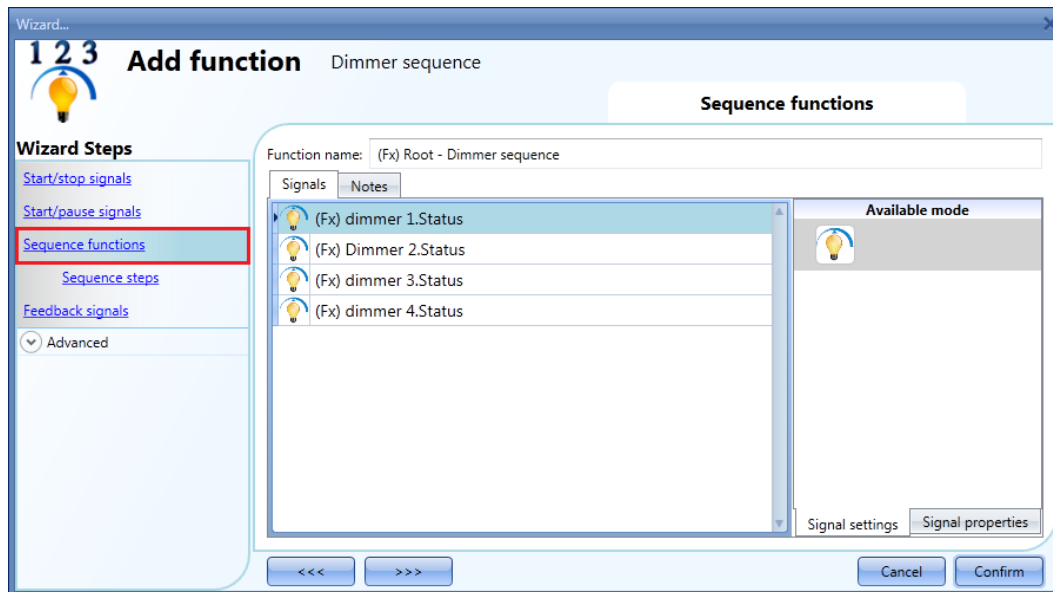 Wizard...
1 2 3
Add function Dimmer sequence
Sequence functions
Wizard Steps
Start/stop signals
Start/pause signals
Sequence functions
Sequence steps
Feedback signals
Advanced
Function name: (Fx) Root - Dimmer sequence
Signals Notes
(Fx) dimmer 1.Status
(Fx) Dimmer 2.Status
(Fx) dimmer 3.Status
(Fx) dimmer 4.Status
Available mode
Signal settings Signal properties
<<< >>> Cancel Confirm